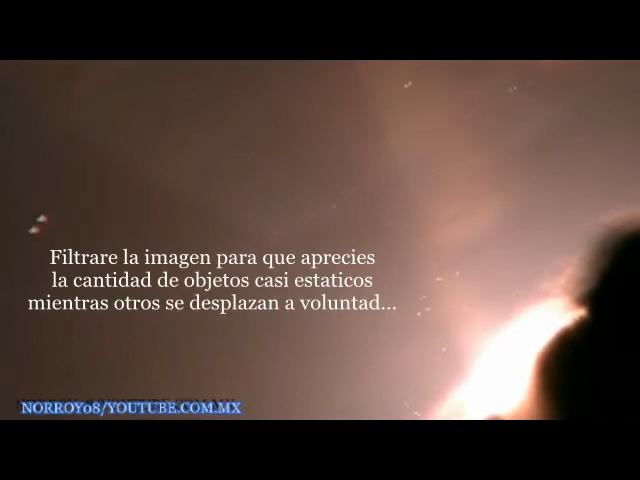 Filtrare la imagen para que aprecies
la cantidad de objetos casi estaticos
mientras otros se desplazan a voluntad...
NORROY08/YOUTUBE.COM.MX